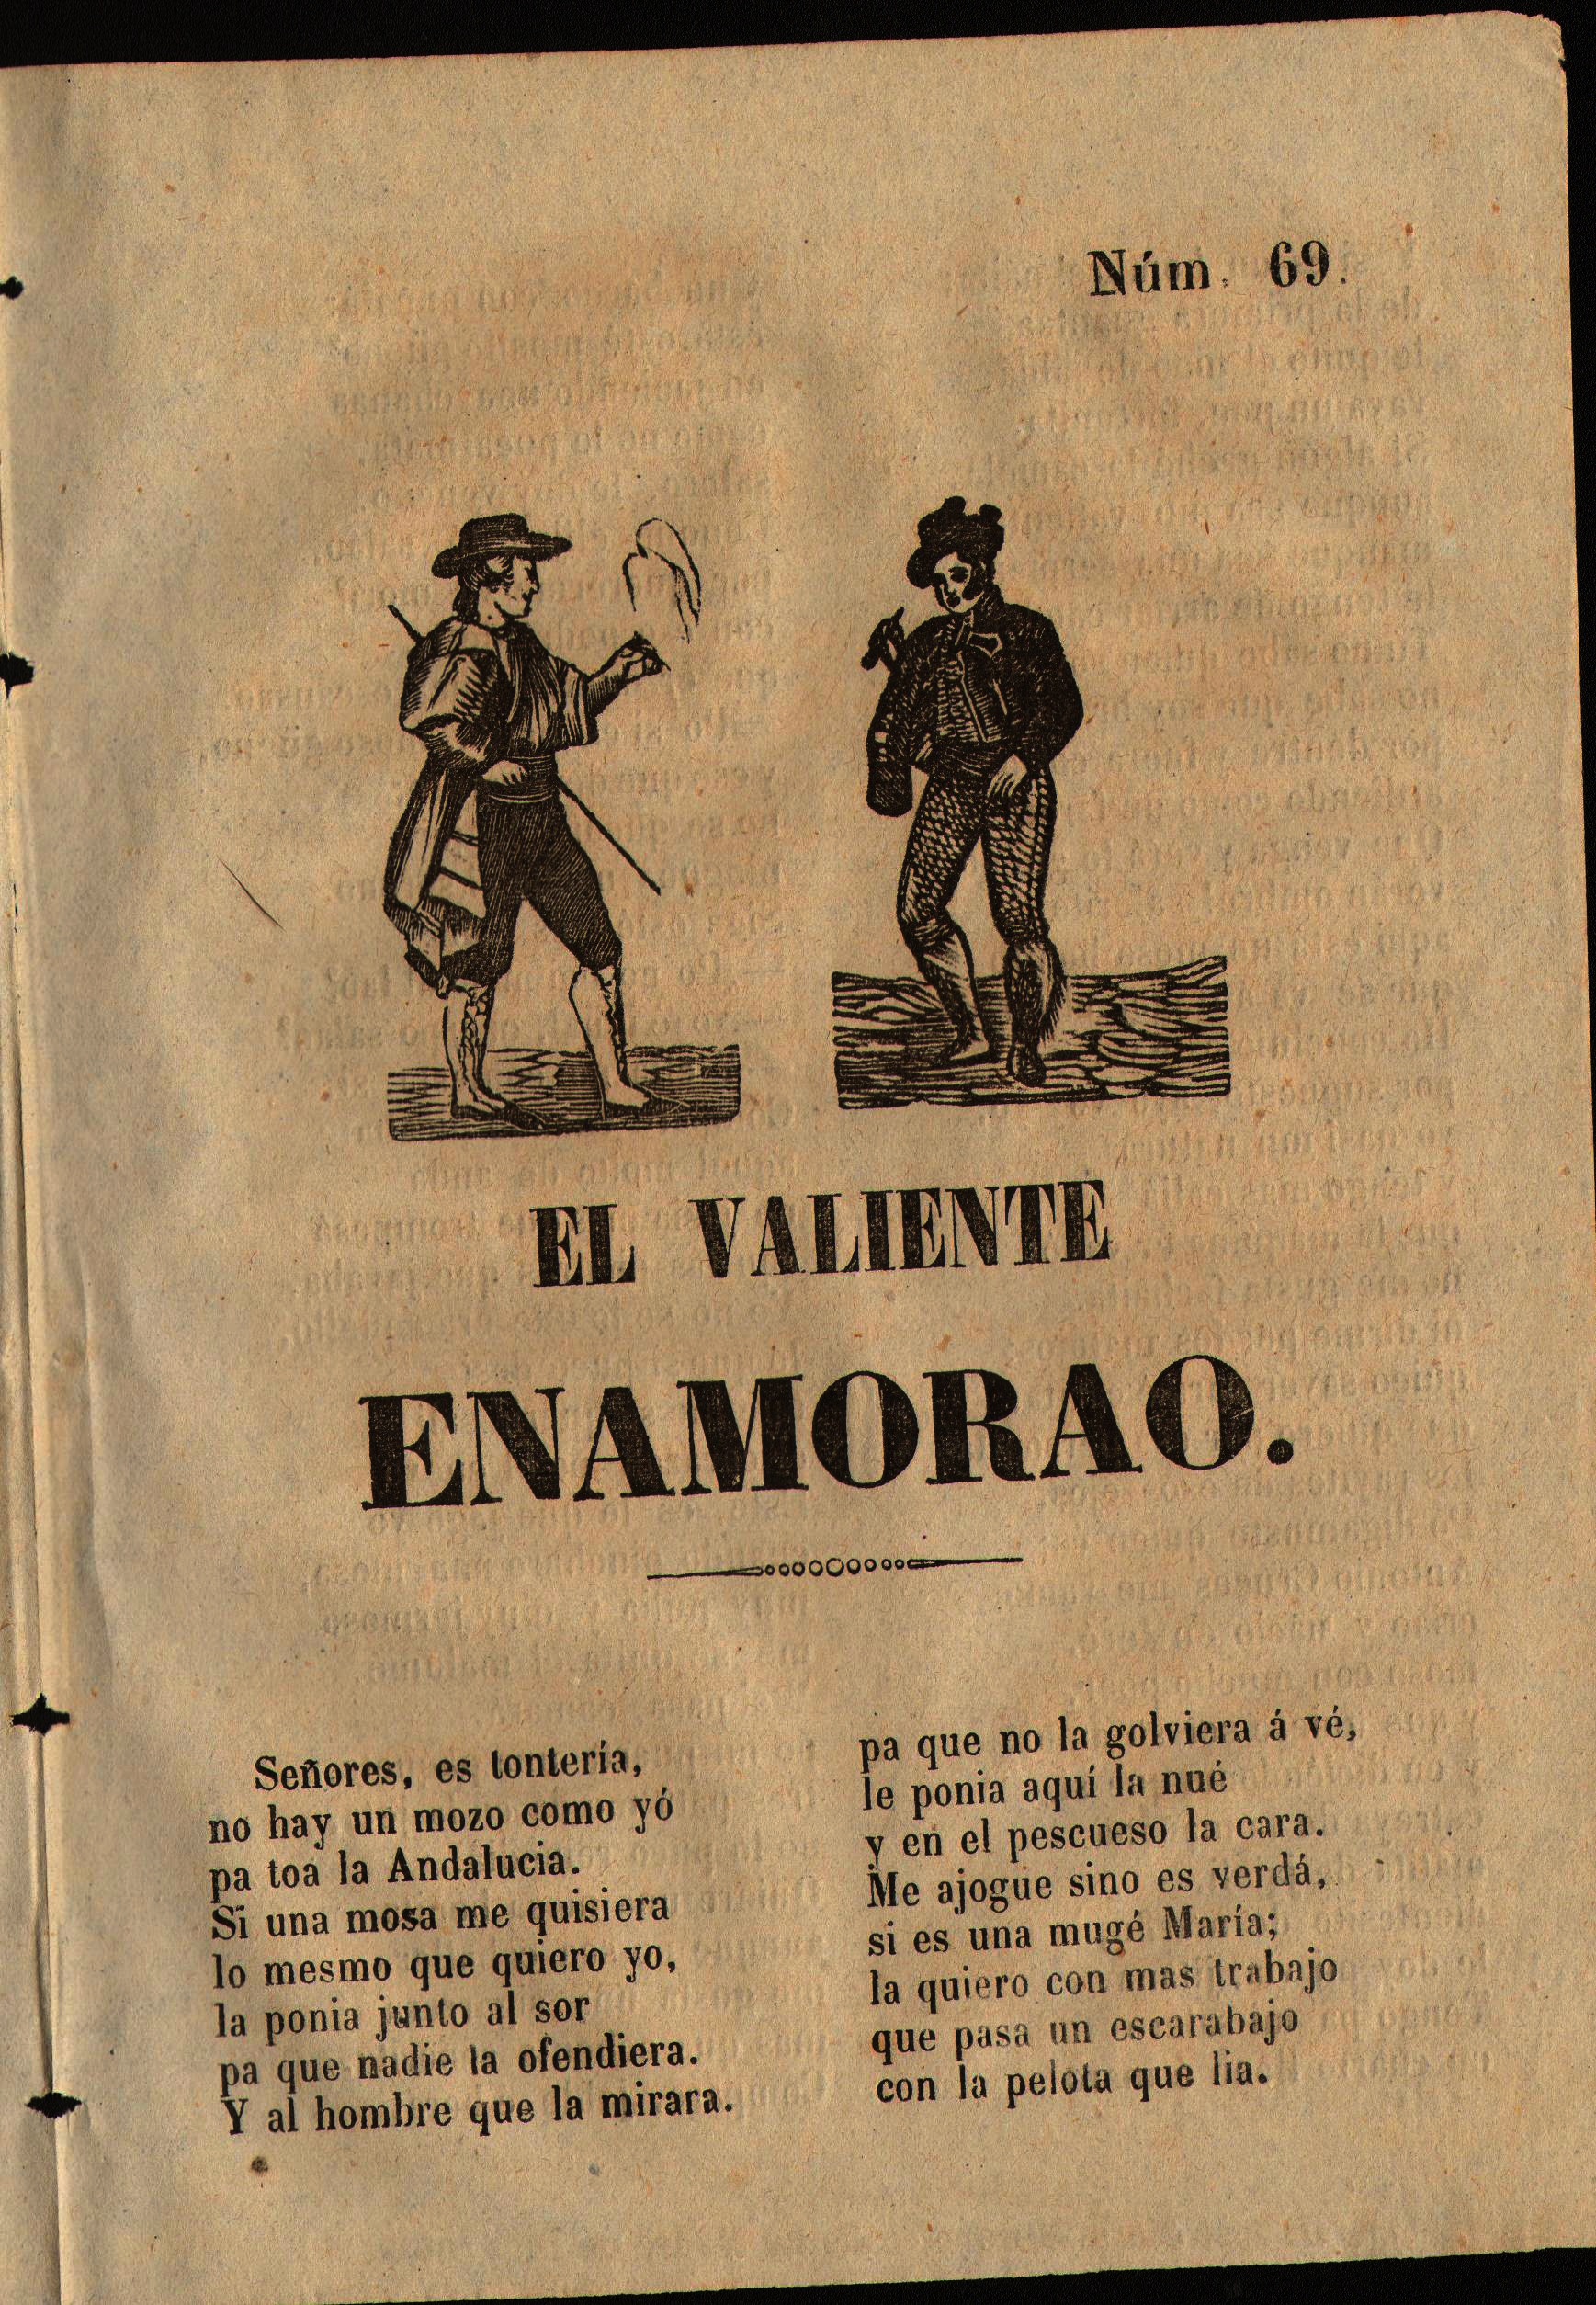 Núm. 69.
EL VALIENTE
ENAMORAO.
Señores, es tontería,
no hay un mozo como yó
pa toa la Andalucia.
Si una mosa me quisiera
lo mesmo que quiero yo,
la ponia junto al sor
pa que nadie la ofendiera.
Y al hombre que la mirara.
pa que no la golviera á vé,
le ponia aquí la nué
y en el pescueso la cara.
Me ajogue sino es verdá,
si es una mugé María;
la quiero con mas trabajo
que pasa un escarabajo
con la pelota que lia.